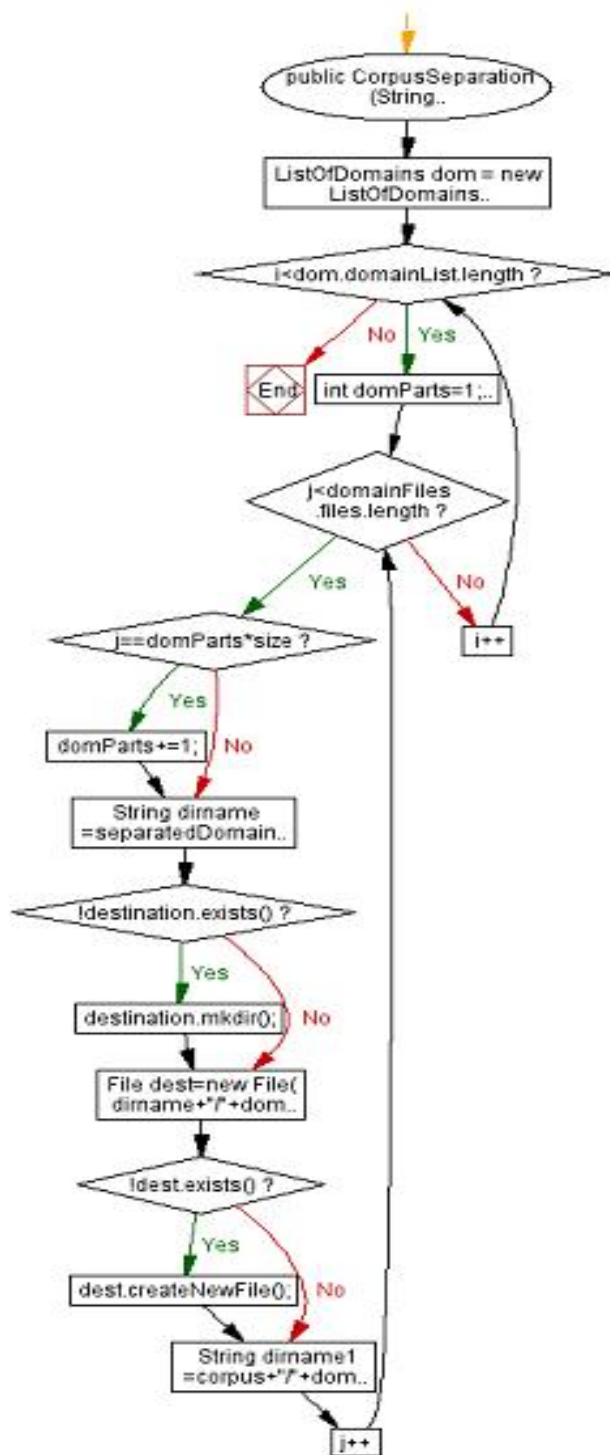 public CorpusSeparation
(String..
ListOfDomains dom = new
ListOfDomains..
i<dom.domainList.length ?
No
Yes
End
int domParts=1;..
j<domainFiles
.files.length ?
Yes
No
i++
j==domParts*size ?
Yes
No
domParts+=1;
String dirname
=separatedDomain..
!destination.exists() ?
Yes
No
destination.mkdir();
File dest=new File(
dirname+"/"+dom..
!dest.exists() ?
Yes
No
dest.createNewFile();
String dirname1
=corpus+"/"+dom..
j++